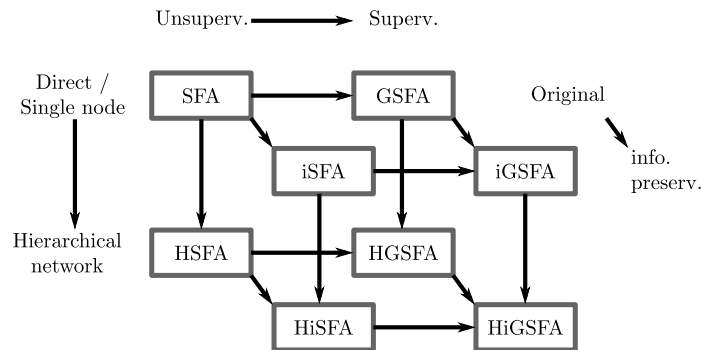 Unsuperv.
Superv.
Direct /
Single node
SFA
GSFA
Original
iSFA
iGSFA
info.
preserv.
Hierarchical
network
HSFA
HGSFA
HiSFA
HiGSFA